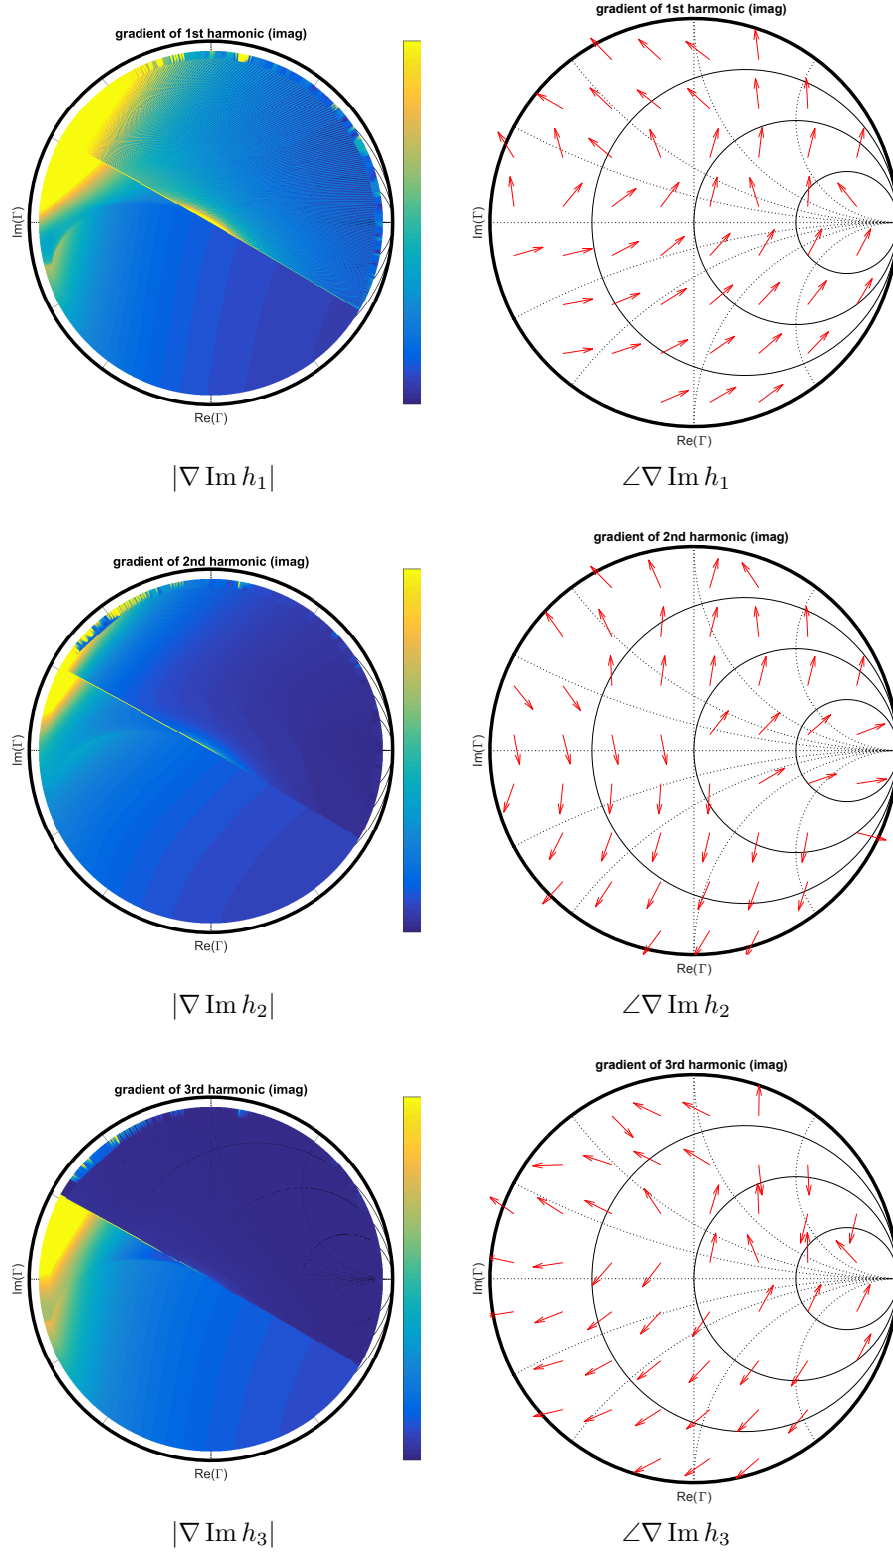 gradient of 1st harmonic (imag)
Im(Γ)
Re(Γ)
|∇ Im h₁|
gradient of 1st harmonic (imag)
Im(Γ)
Re(Γ)
∠∇ Im h₁
gradient of 2nd harmonic (imag)
Im(Γ)
Re(Γ)
|∇ Im h₂|
gradient of 2nd harmonic (imag)
Im(Γ)
Re(Γ)
∠∇ Im h₂
gradient of 3rd harmonic (imag)
Im(Γ)
Re(Γ)
|∇ Im h₃|
gradient of 3rd harmonic (imag)
Im(Γ)
Re(Γ)
∠∇ Im h₃